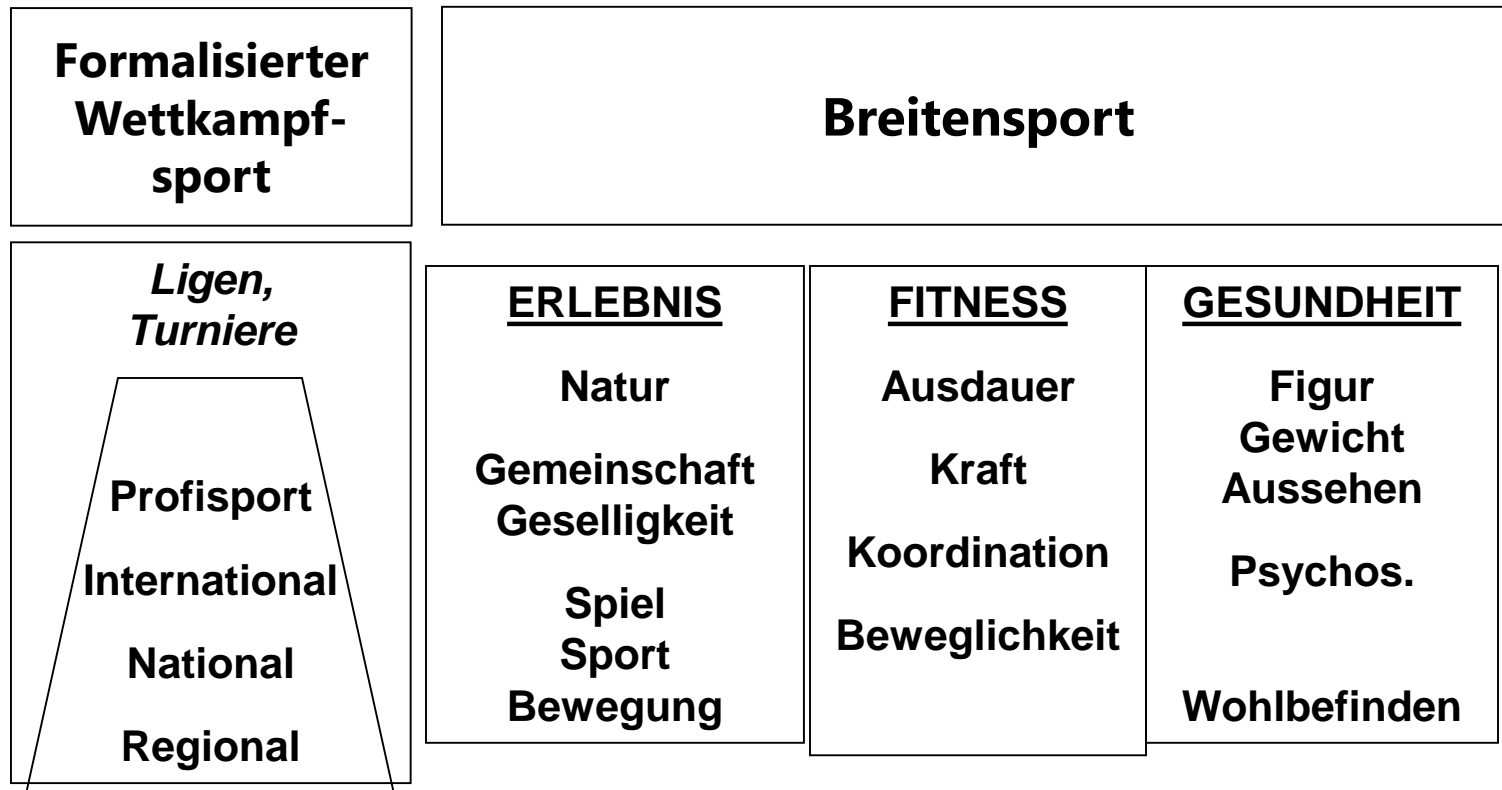 Formalisierter
Wettkampf-
sport
Breitensport
Ligen,
Turniere
Profisport
International
National
Regional
ERLEBNIS
Natur
Gemeinschaft
Geselligkeit
Spiel
Sport
Bewegung
FITNESS
Ausdauer
Kraft
Koordination
Beweglichkeit
GESUNDHEIT
Figur
Gewicht
Aussehen
Psychos.
Wohlbefinden